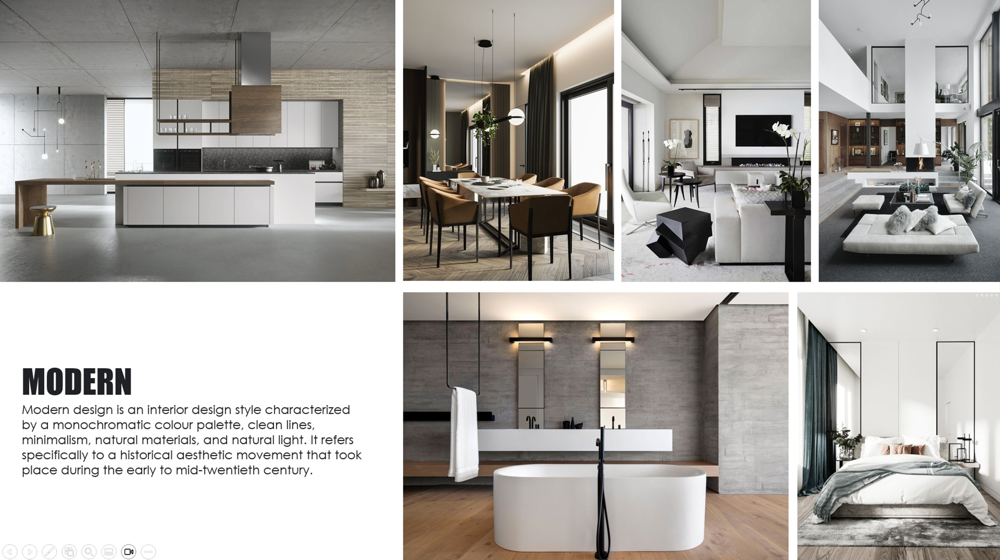 CHADO
MODERN
Modern design is an interior design style characterized
by a monochromatic colour palette, clean lines,
minimalism, natural materials, and natural light. It refers
specifically to a historical aesthetic movement that took
place during the early to mid-twentieth century.